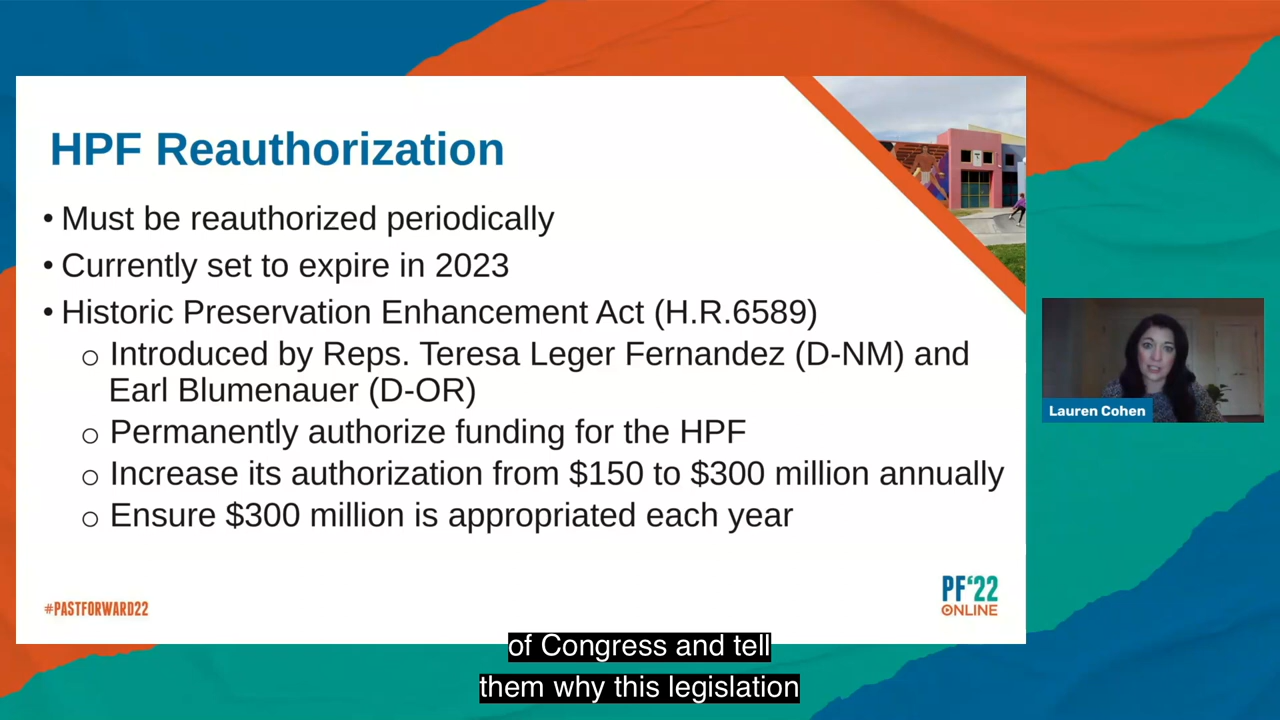 HPF Reauthorization
• Must be reauthorized periodically
• Currently set to expire in 2023
• Historic Preservation Enhancement Act (H.R.6589)
o Introduced by Reps. Teresa Leger Fernandez (D-NM) and
Earl Blumenauer (D-OR)
o Permanently authorize funding for the HPF
o Increase its authorization from $150 to $300 million annually
o Ensure $300 million is appropriated each year
#PASTFORWARD22
PF'22
ONLINE
Lauren Cohen
of Congress and tell
them why this legislation